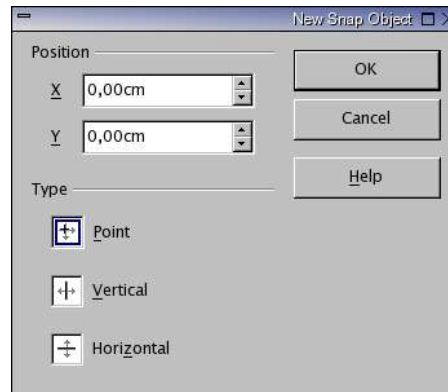 New Snap Object
Position
X 0,00cm
Y 0,00cm
Type
Point
Vertical
Horizontal
OK
Cancel
Help